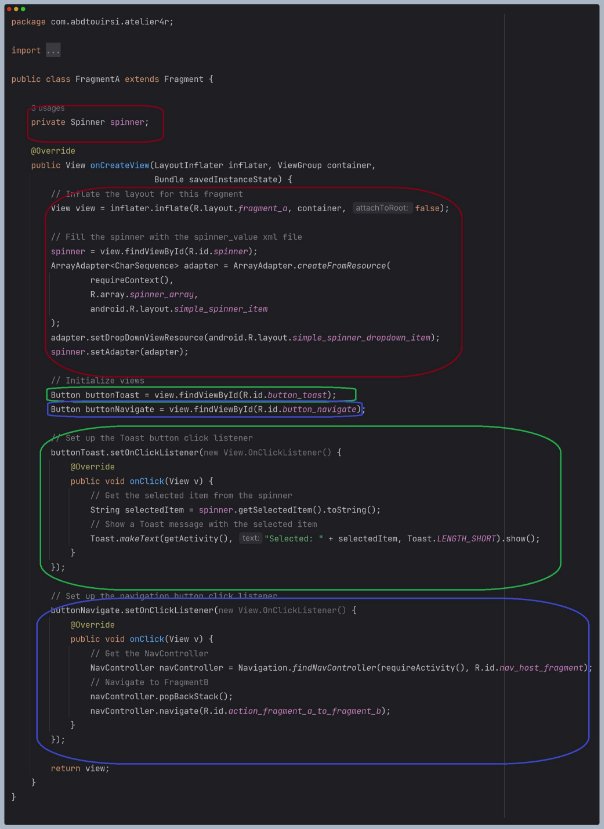 package com.abdtouirsi.atelier4r;
import ...
public class FragmentA extends Fragment {
3 usages
private Spinner spinner;
@Override
public View onCreateView(LayoutInflater inflater, ViewGroup container,
Bundle savedInstanceState) {
// Inflate the layout for this fragment
View view = inflater.inflate(R.layout.fragment_a, container, attachToRoot: false);
// Fill the spinner with the spinner_value xml file
spinner = view.findViewById(R.id.spinner);
ArrayAdapter<CharSequence> adapter = ArrayAdapter.createFromResource(
requireContext(),
R.array.spinner_array,
android.R.layout.simple_spinner_item
);
adapter.setDropDownViewResource(android.R.layout.simple_spinner_dropdown_item);
spinner.setAdapter(adapter);
// Initialize views
Button buttonToast = view.findViewById(R.id.button_toast);
Button buttonNavigate = view.findViewById(R.id.button_navigate);
// Set up the Toast button click listener
buttonToast.setOnClickListener(new View.OnClickListener() {
@Override
public void onClick(View v) {
// Get the selected item from the spinner
String selectedItem = spinner.getSelectedItem().toString();
// Show a Toast message with the selected item
Toast.makeText(getActivity(), text: "Selected: " + selectedItem, Toast.LENGTH_SHORT).show();
}
});
// Set up the navigation button click listener
buttonNavigate.setOnClickListener(new View.OnClickListener() {
@Override
public void onClick(View v) {
// Get the NavController
NavController navController = Navigation.findNavController(requireActivity(), R.id.nav_host_fragment);
// Navigate to FragmentB
navController.popBackStack();
navController.navigate(R.id.action_fragment_a_to_fragment_b);
}
});
return view;
}
}